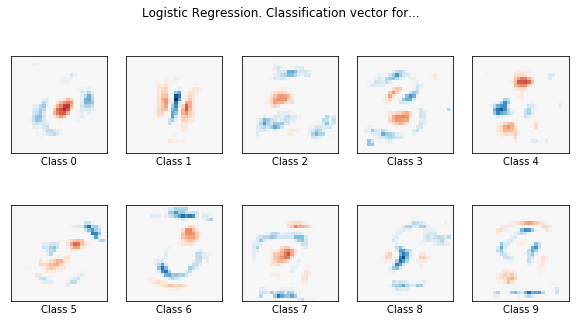 Logistic Regression. Classification vector for...
Class 0 Class 1 Class 2 Class 3 Class 4
Class 5 Class 6 Class 7 Class 8 Class 9